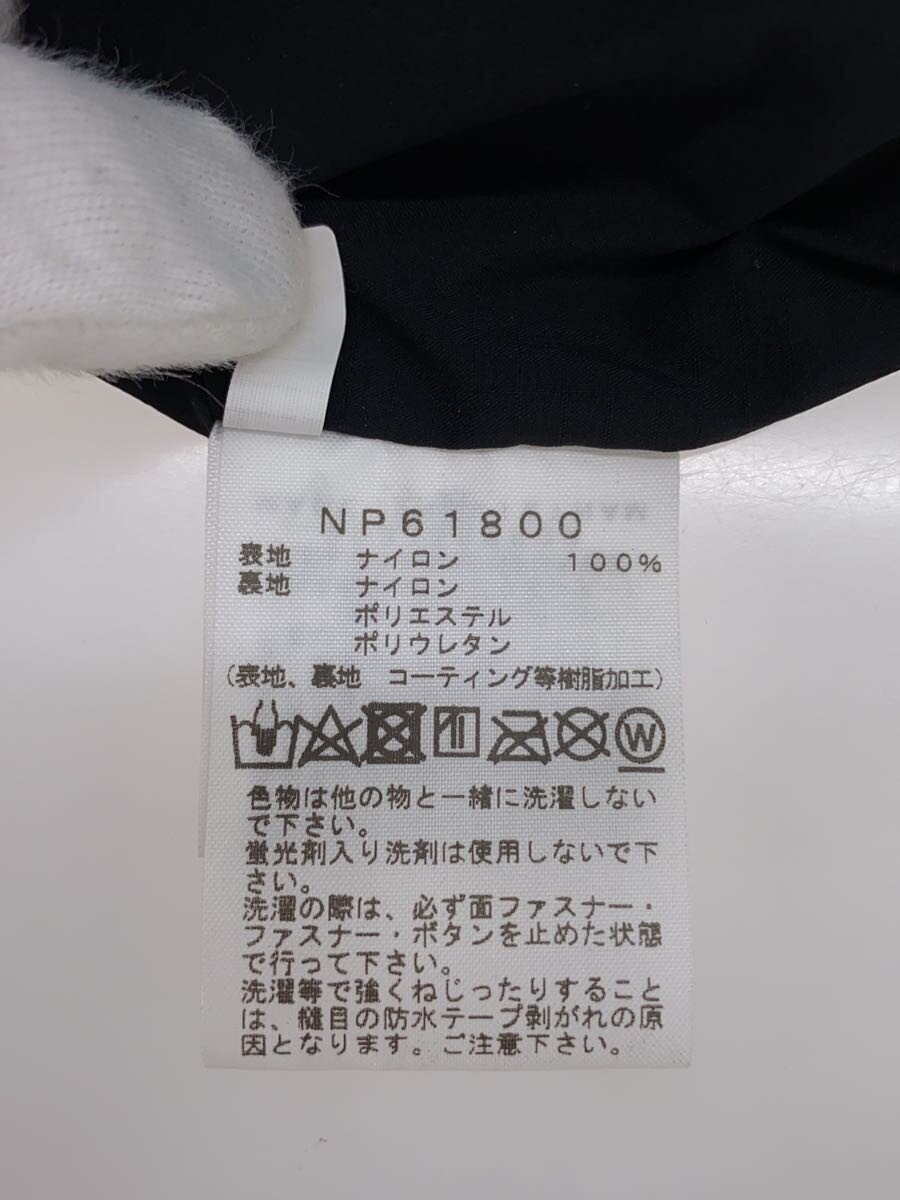 NP61800
表地 ナイロン 100%
裏地 ナイロン
ポリエステル
ポリウレタン
(表地、裏地 コーティング等樹脂加工)
W
色物は他の物と一緒に洗濯しない
で下さい。
蛍光剤入り洗剤は使用しないで下
さい。
洗濯の際は、必ず面ファスナー・
ファスナー・ボタンを止めた状態
で行って下さい。
洗濯等で強くねじったりすること
は、縫目の防水テープ剥がれの原
因となります。ご注意下さい。